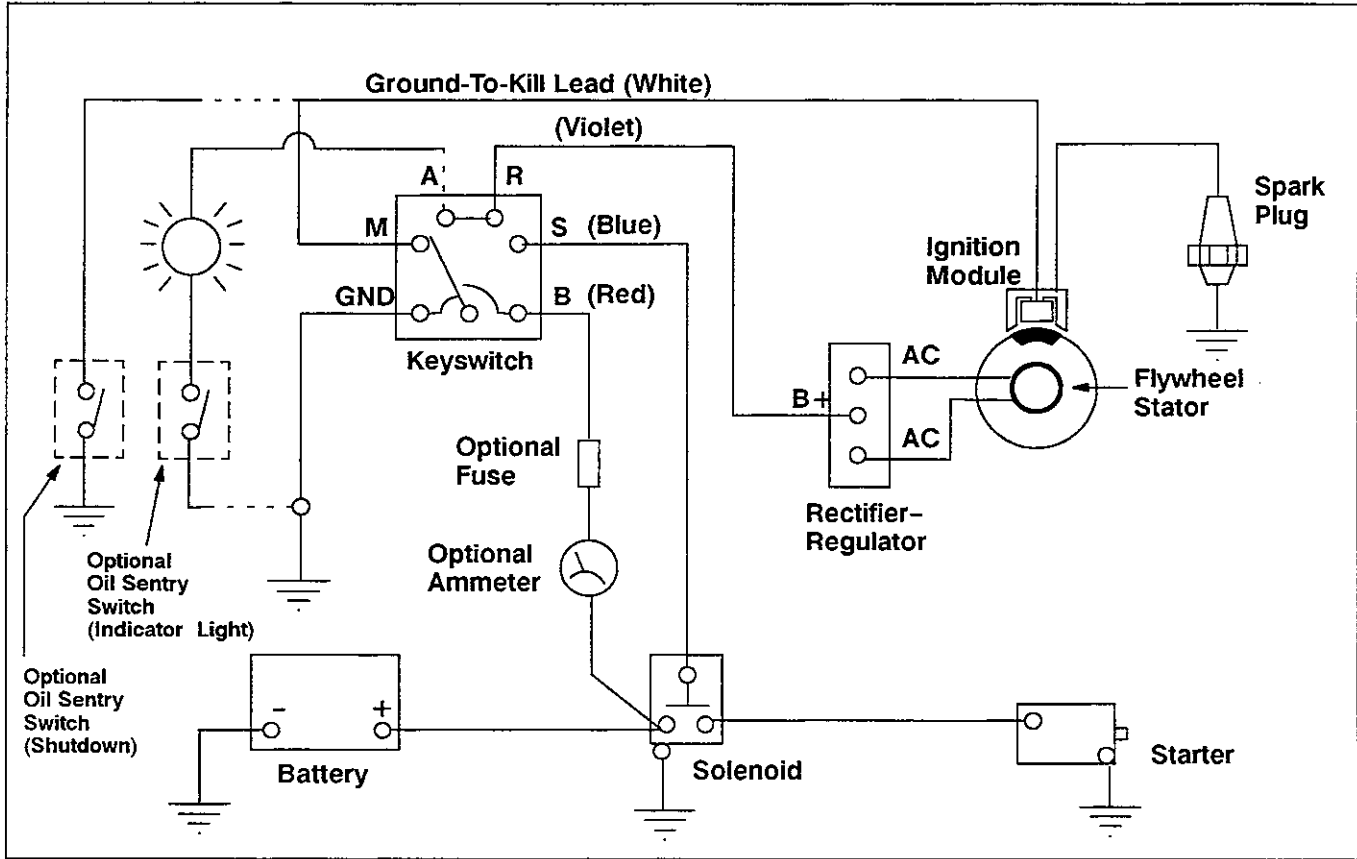 Ground-To-Kill Lead (White)
(Violet)
A
R
M
S (Blue)
GND
B (Red)
Keyswitch
Spark
Plug
Ignition
Module
AC
B+
AC
Flywheel
Stator
Rectifier-
Regulator
Optional
Fuse
Optional
Ammeter
Optional
Oil Sentry
Switch
(Indicator Light)
Optional
Oil Sentry
Switch
(Shutdown)
- +
Battery
Solenoid
Starter